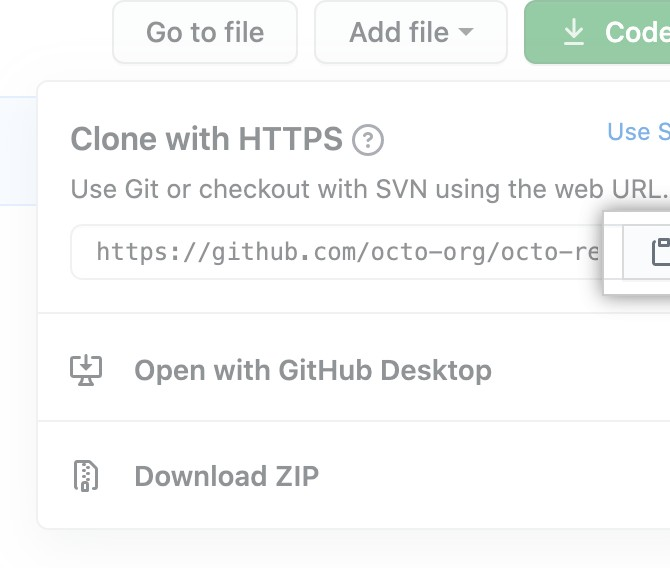 Go to file
Add file
Code
Clone with HTTPS
Use S
Use Git or checkout with SVN using the web URL.
https://github.com/octo-org/octo-re
Open with GitHub Desktop
Download ZIP